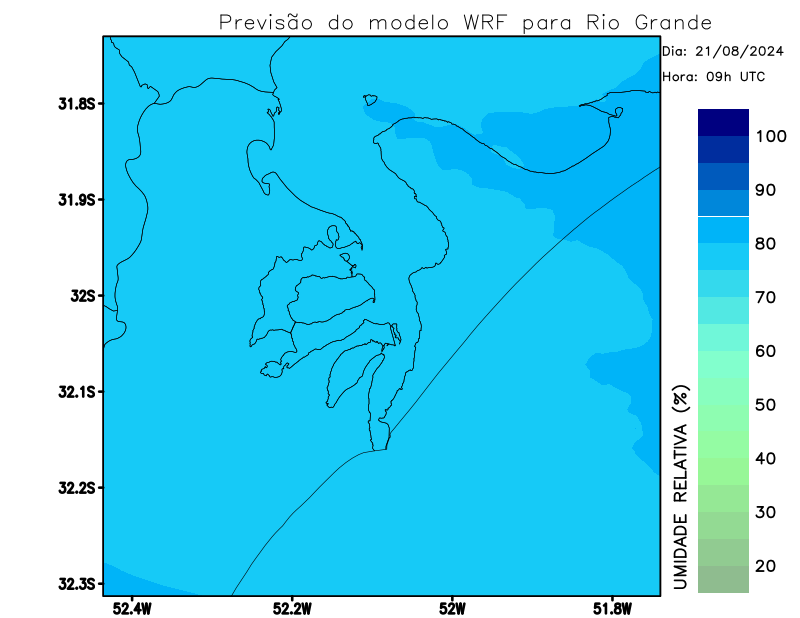 Previsão do modelo WRF para Rio Grande
Dia: 21/08/2024
Hora: 09h UTC
31.8S
31.9S
32S
32.1S
32.2S
32.3S
52.4W
52.2W
52W
51.8W
100
90
80
70
60
50
40
30
20
UMIDADE RELATIVA (%)